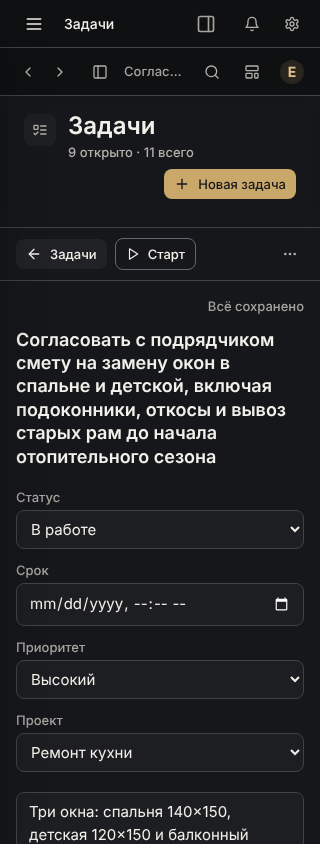 Задачи
Соглас...
E
Задачи
9 открыто · 11 всего
Новая задача
Задачи
Старт
Всё сохранено
Согласовать с подрядчиком
смету на замену окон в
спальне и детской, включая
подоконники, откосы и вывоз
старых рам до начала
отопительного сезона
Статус
В работе
Срок
mm/dd/yyyy, --:-- --
Приоритет
Высокий
Проект
Ремонт кухни
Три окна: спальня 140×150,
детская 120×150 и балконный